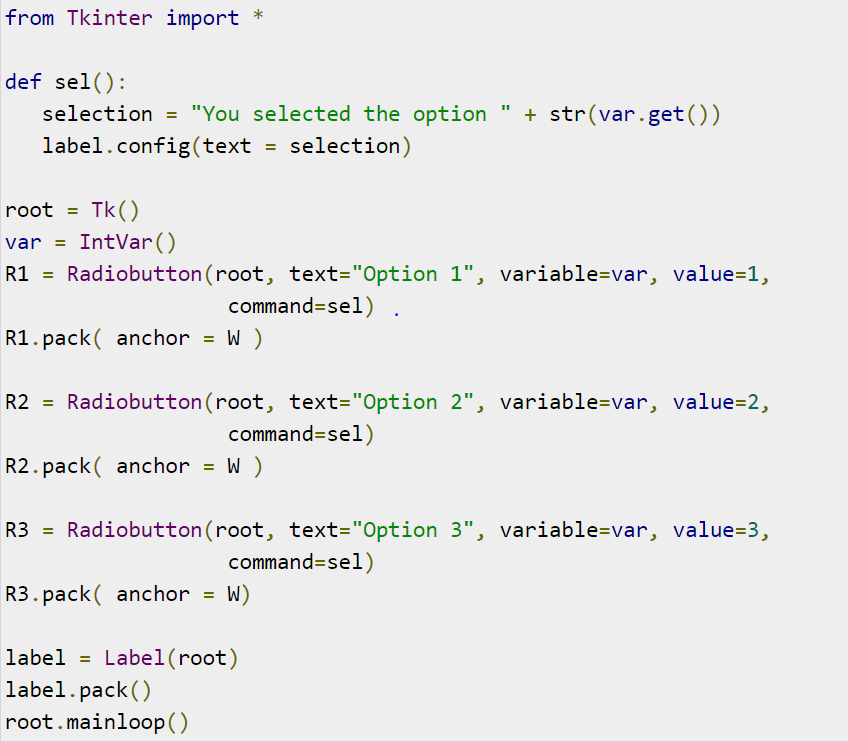 from Tkinter import *
def sel():
   selection = "You selected the option " + str(var.get())
   label.config(text = selection)
root = Tk()
var = IntVar()
R1 = Radiobutton(root, text="Option 1", variable=var, value=1,
                  command=sel)  .
R1.pack( anchor = W )
R2 = Radiobutton(root, text="Option 2", variable=var, value=2,
                  command=sel)
R2.pack( anchor = W )
R3 = Radiobutton(root, text="Option 3", variable=var, value=3,
                  command=sel)
R3.pack( anchor = W)
label = Label(root)
label.pack()
root.mainloop()